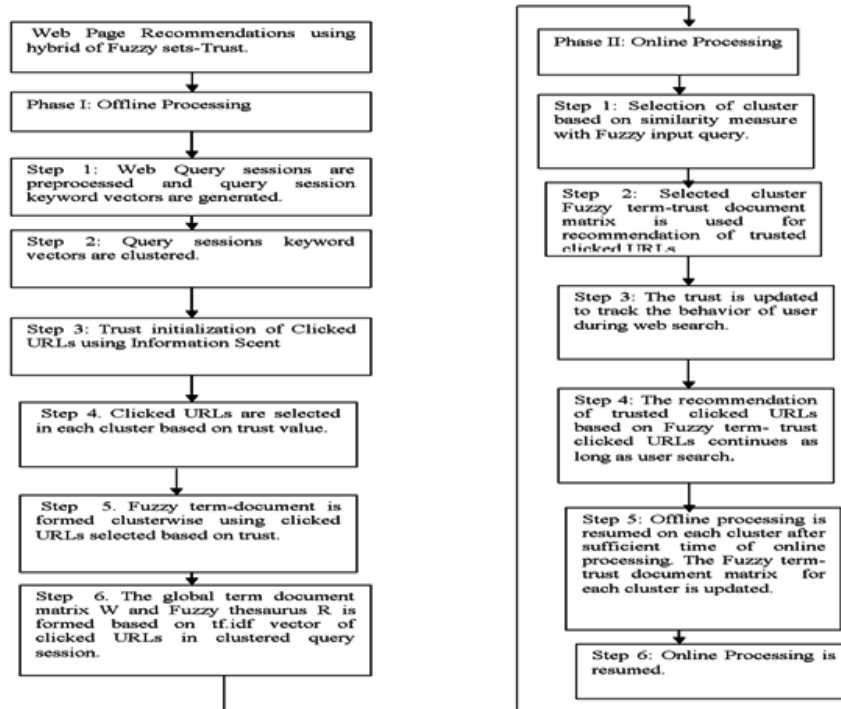 Web Page Recommendations using
hybrid of Fuzzy sets-Trust.
Phase I: Offline Processing
Step 1: Web Query sessions are
preprocessed and query session
keyword vectors are generated.
Step 2: Query sessions keyword
vectors are clustered.
Step 3: Trust initialization of Clicked
URLs using Information Scent
Step 4. Clicked URLs are selected
in each cluster based on trust value.
Step 5. Fuzzy term-document is
formed clusterwise using clicked
URLs selected based on trust.
Step 6. The global term document
matrix W and Fuzzy thesaurus R is
formed based on tf.idf vector of
clicked URLs in clustered query
session.
Phase II: Online Processing
Step 1: Selection of cluster
based on similarity measure
with Fuzzy input query.
Step 2: Selected cluster
Fuzzy term-trust document
matrix is used for
recommendation of trusted
clicked URLs
Step 3: The trust is updated
to track the behavior of user
during web search.
Step 4: The recommendation
of trusted clicked URLs
based on Fuzzy term- trust
clicked URLs continues as
long as user search.
Step 5: Offline processing is
resumed on each cluster after
sufficient time of online
processing. The Fuzzy term-
trust document matrix for
each cluster is updated.
Step 6: Online Processing is
resumed.